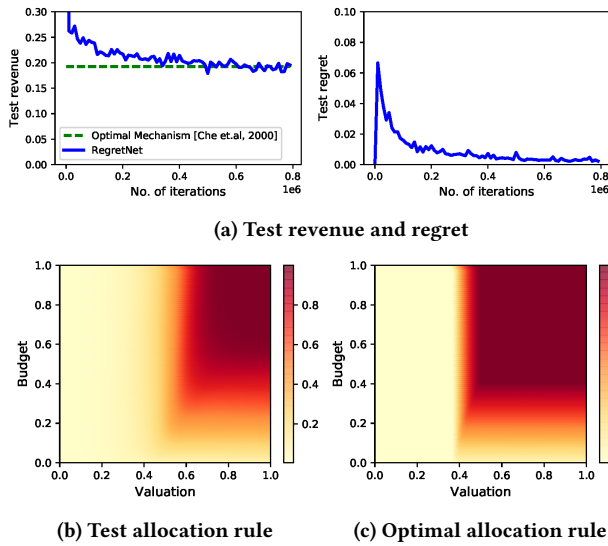 0.30
0.25
0.20
0.15
0.10
0.05
0.00
Test revenue
Optimal Mechanism [Che et.al, 2000]
RegretNet
0.0 0.2 0.4 0.6 0.8
No. of iterations 1e6
0.10
0.08
0.06
0.04
0.02
0.00
Test regret
0.0 0.2 0.4 0.6 0.8
No. of iterations 1e6
(a) Test revenue and regret
1.0
0.8
0.6
0.4
0.2
0.0
Budget
0.0 0.2 0.4 0.6 0.8 1.0
Valuation
0.8
0.6
0.4
0.2
1.0
0.8
0.6
0.4
0.2
0.0
Budget
0.0 0.2 0.4 0.6 0.8 1.0
Valuation
(b) Test allocation rule (c) Optimal allocation rule